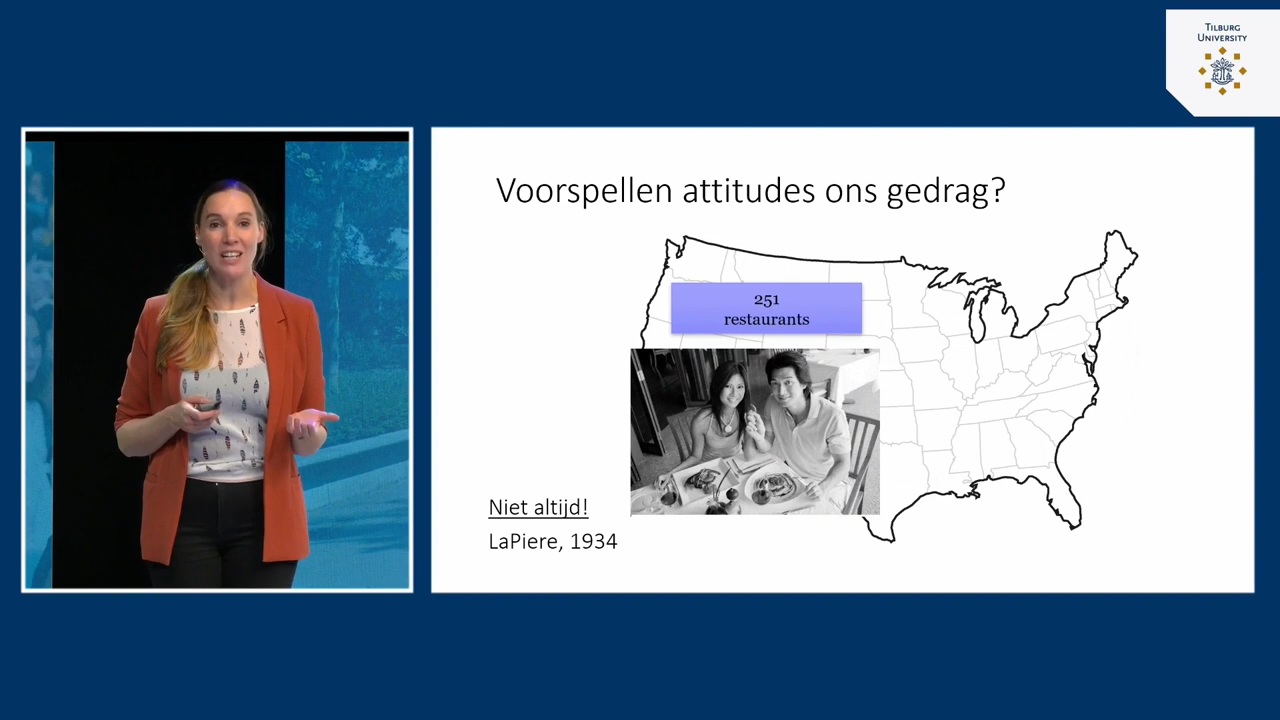 TILBURG
UNIVERSITY
Voorspellen attitudes ons gedrag?
251
restaurants
Niet altijd!
LaPiere, 1934